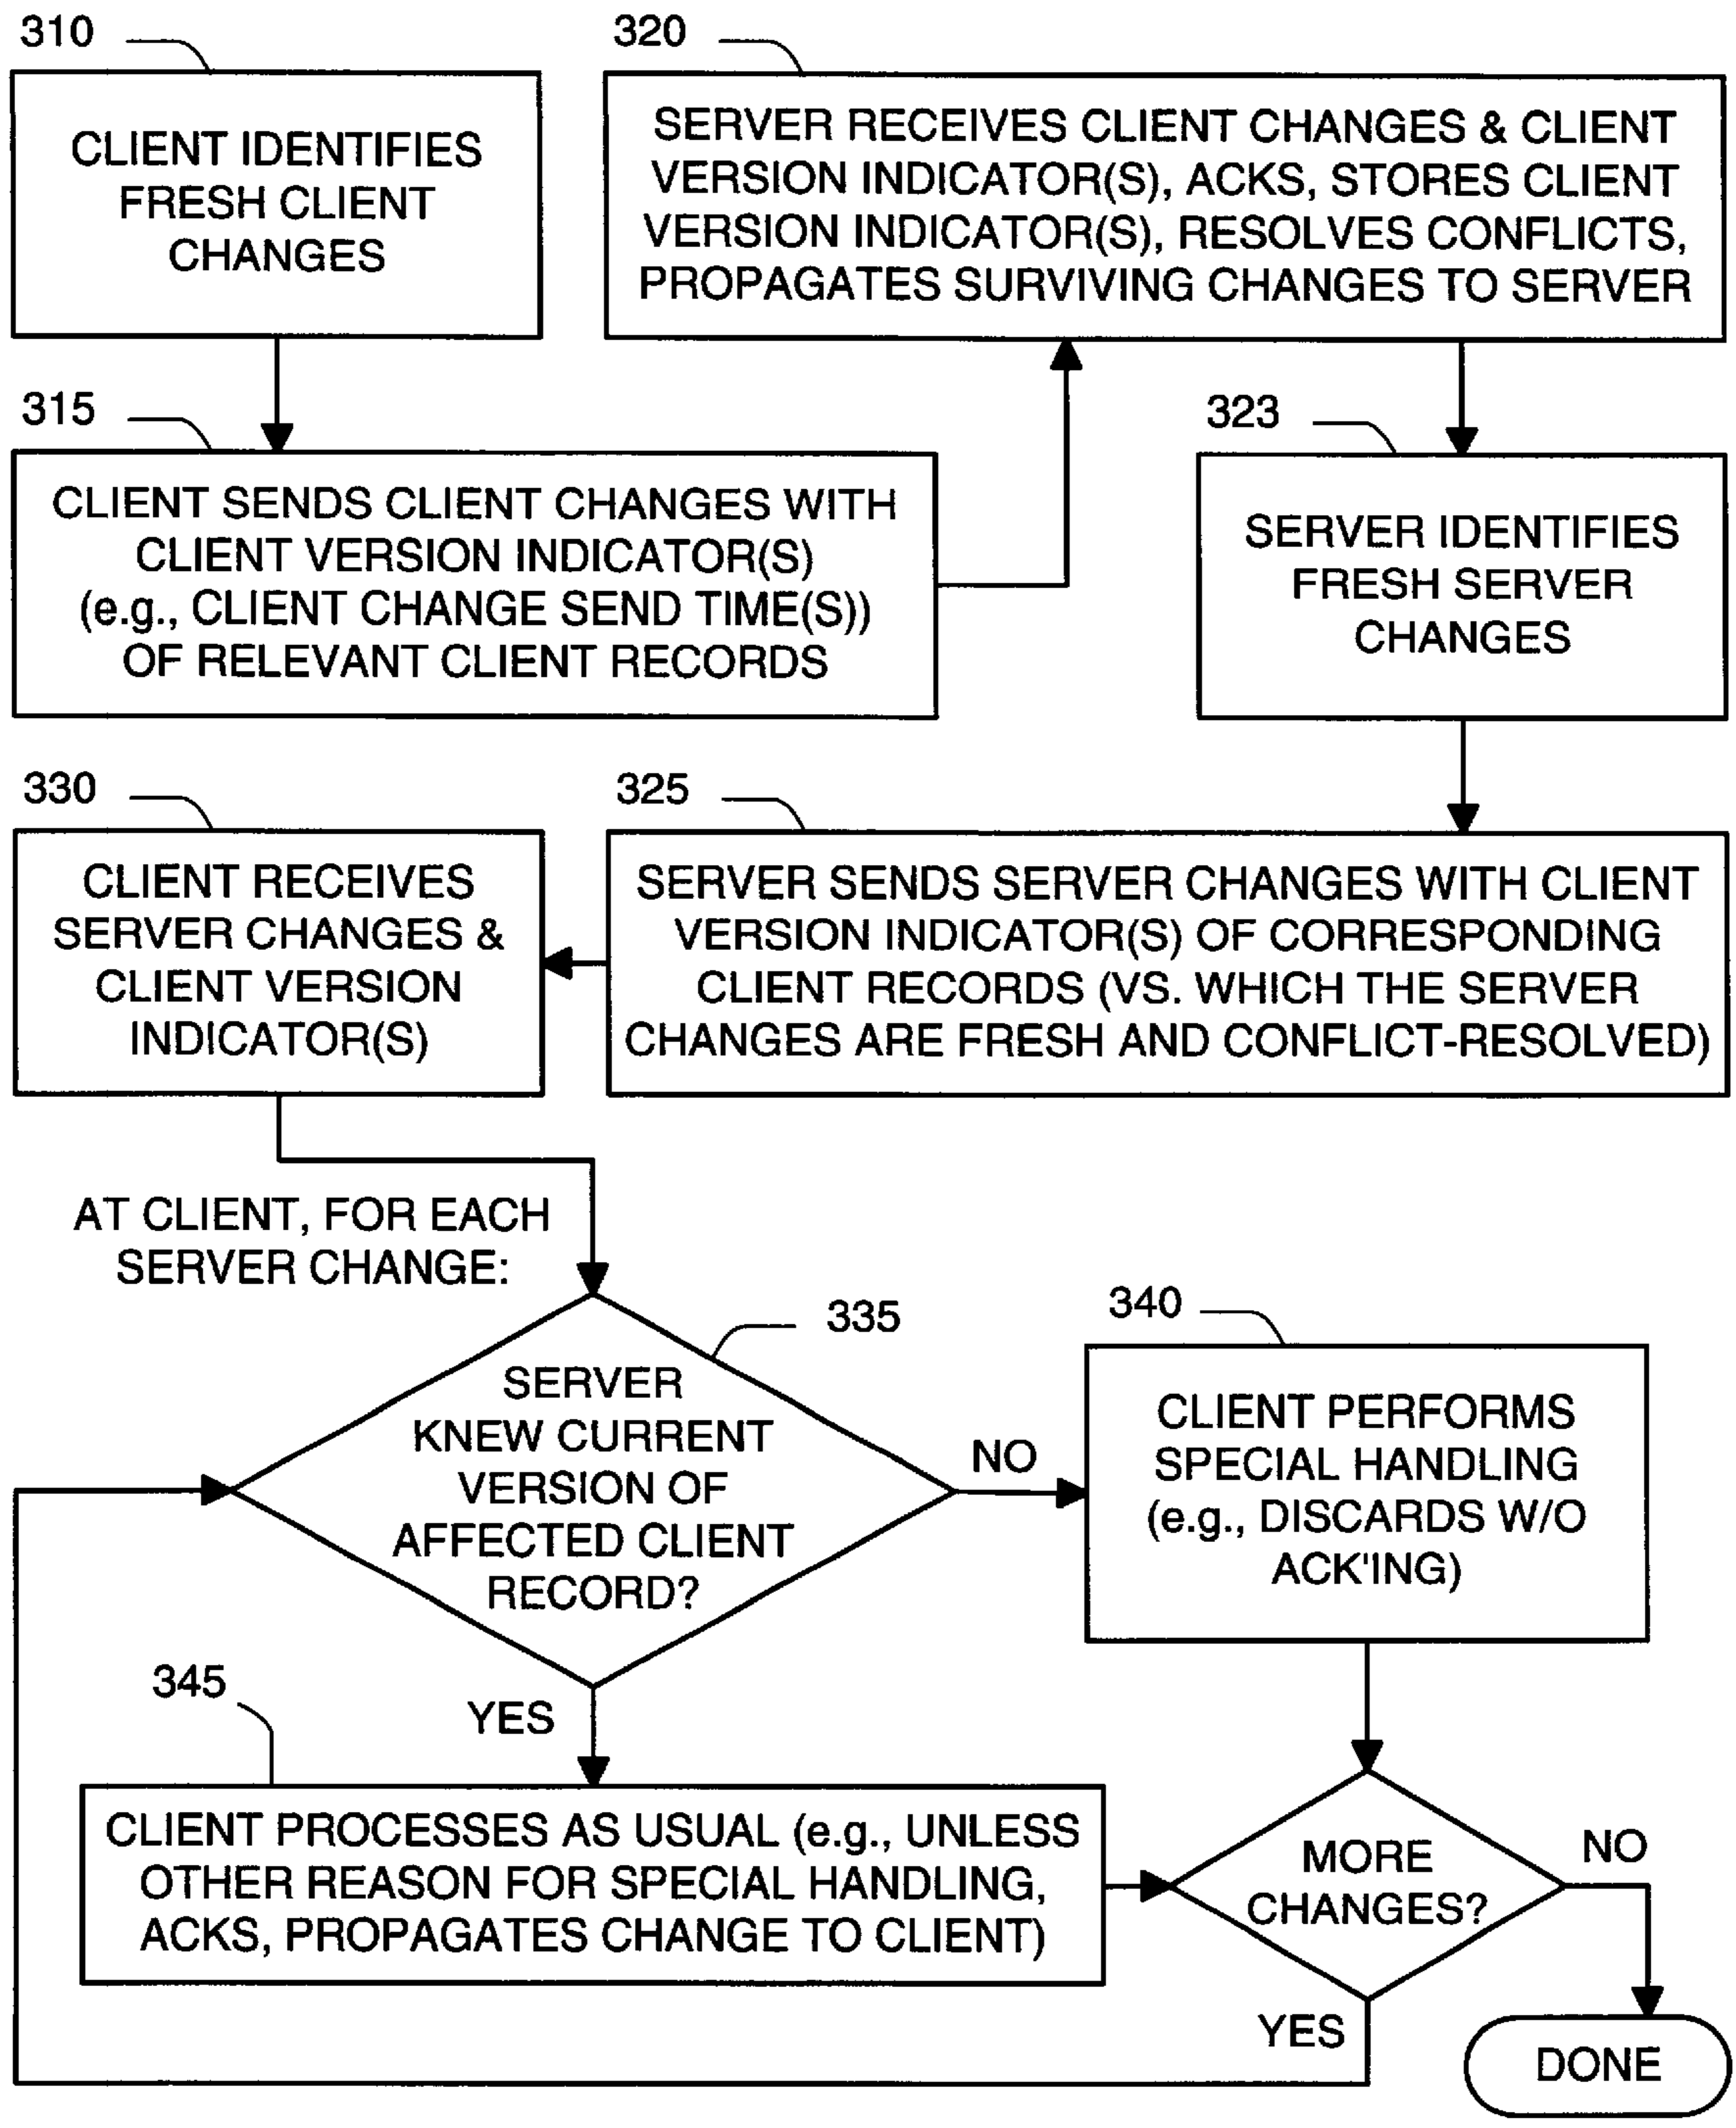 310
CLIENT IDENTIFIES
FRESH CLIENT
CHANGES
320
SERVER RECEIVES CLIENT CHANGES & CLIENT
VERSION INDICATOR(S), ACKS, STORES CLIENT
VERSION INDICATOR(S), RESOLVES CONFLICTS,
PROPAGATES SURVIVING CHANGES TO SERVER
315
CLIENT SENDS CLIENT CHANGES WITH
CLIENT VERSION INDICATOR(S)
(e.g., CLIENT CHANGE SEND TIME(S))
OF RELEVANT CLIENT RECORDS
323
SERVER IDENTIFIES
FRESH SERVER
CHANGES
330
CLIENT RECEIVES
SERVER CHANGES &
CLIENT VERSION
INDICATOR(S)
325
SERVER SENDS SERVER CHANGES WITH CLIENT
VERSION INDICATOR(S) OF CORRESPONDING
CLIENT RECORDS (VS. WHICH THE SERVER
CHANGES ARE FRESH AND CONFLICT-RESOLVED)
AT CLIENT, FOR EACH
SERVER CHANGE:
335
SERVER
KNEW CURRENT
VERSION OF
AFFECTED CLIENT
RECORD?
NO
340
CLIENT PERFORMS
SPECIAL HANDLING
(e.g., DISCARDS W/O
ACK'ING)
YES
345
CLIENT PROCESSES AS USUAL (e.g., UNLESS
OTHER REASON FOR SPECIAL HANDLING,
ACKS, PROPAGATES CHANGE TO CLIENT)
MORE
CHANGES?
NO
YES
DONE